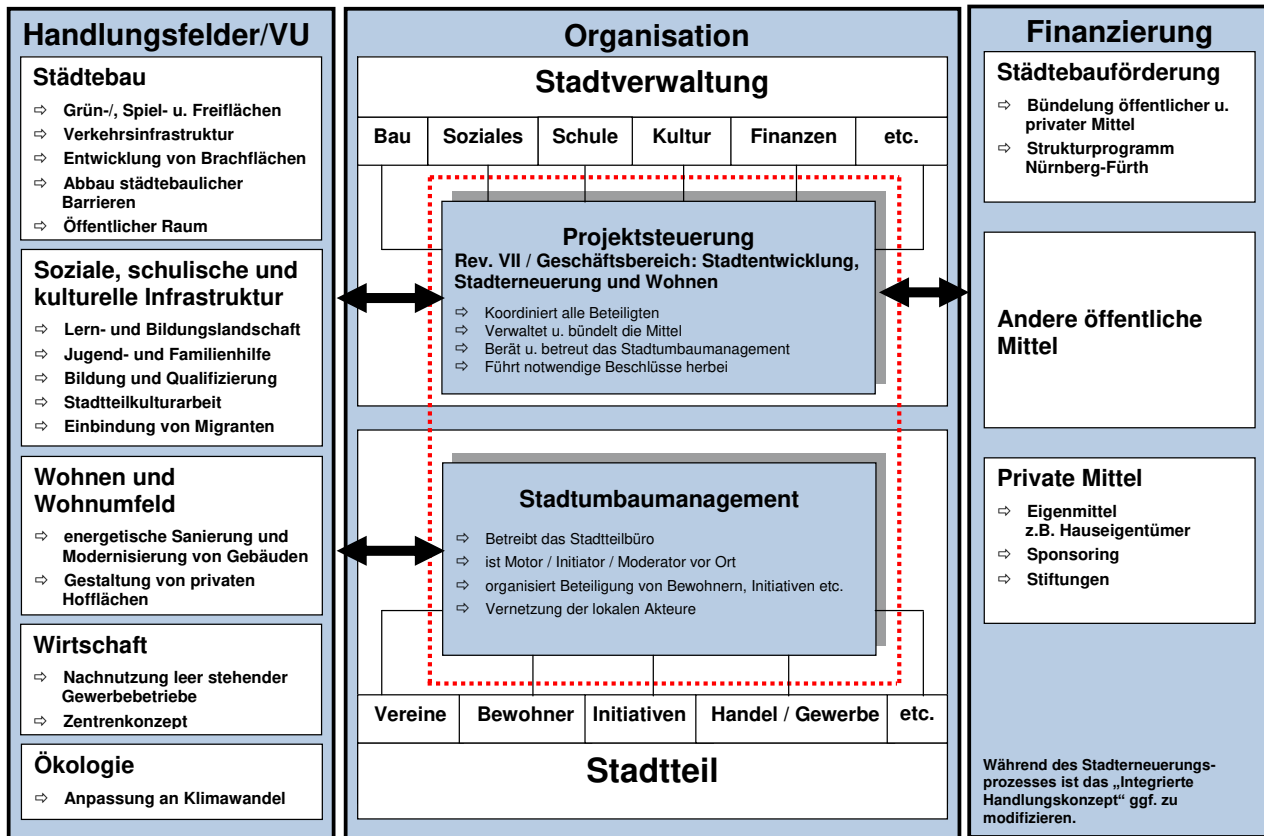 Handlungsfelder/VU
Städtebau
⇨ Grün-/, Spiel- u. Freiflächen
⇨ Verkehrsinfrastruktur
⇨ Entwicklung von Brachflächen
⇨ Abbau städtebaulicher
Barrieren
⇨ Öffentlicher Raum
Soziale, schulische und
kulturelle Infrastruktur
⇨ Lern- und Bildungslandschaft
⇨ Jugend- und Familienhilfe
⇨ Bildung und Qualifizierung
⇨ Stadtteilkulturarbeit
⇨ Einbindung von Migranten
Wohnen und
Wohnumfeld
⇨ energetische Sanierung und
Modernisierung von Gebäuden
⇨ Gestaltung von privaten
Hofflächen
Wirtschaft
⇨ Nachnutzung leer stehender
Gewerbebetriebe
⇨ Zentrenkonzept
Ökologie
⇨ Anpassung an Klimawandel
Organisation
Stadtverwaltung
Bau Soziales Schule Kultur Finanzen etc.
Projektsteuerung
Rev. VII / Geschäftsbereich: Stadtentwicklung,
Stadterneuerung und Wohnen
⇨ Koordiniert alle Beteiligten
⇨ Verwaltet u. bündelt die Mittel
⇨ Berät u. betreut das Stadtumbaumanagement
⇨ Führt notwendige Beschlüsse herbei
Stadtumbaumanagement
⇨ Betreibt das Stadtteilbüro
⇨ ist Motor / Initiator / Moderator vor Ort
⇨ organisiert Beteiligung von Bewohnern, Initiativen etc.
⇨ Vernetzung der lokalen Akteure
Vereine Bewohner Initiativen Handel / Gewerbe etc.
Stadtteil
Finanzierung
Städtebauförderung
⇨ Bündelung öffentlicher u.
privater Mittel
⇨ Strukturprogramm
Nürnberg-Fürth
Andere öffentliche
Mittel
Private Mittel
⇨ Eigenmittel
z.B. Hauseigentümer
⇨ Sponsoring
⇨ Stiftungen
Während des Stadterneuerungs-
prozesses ist das „Integrierte
Handlungskonzept“ ggf. zu
modifizieren.